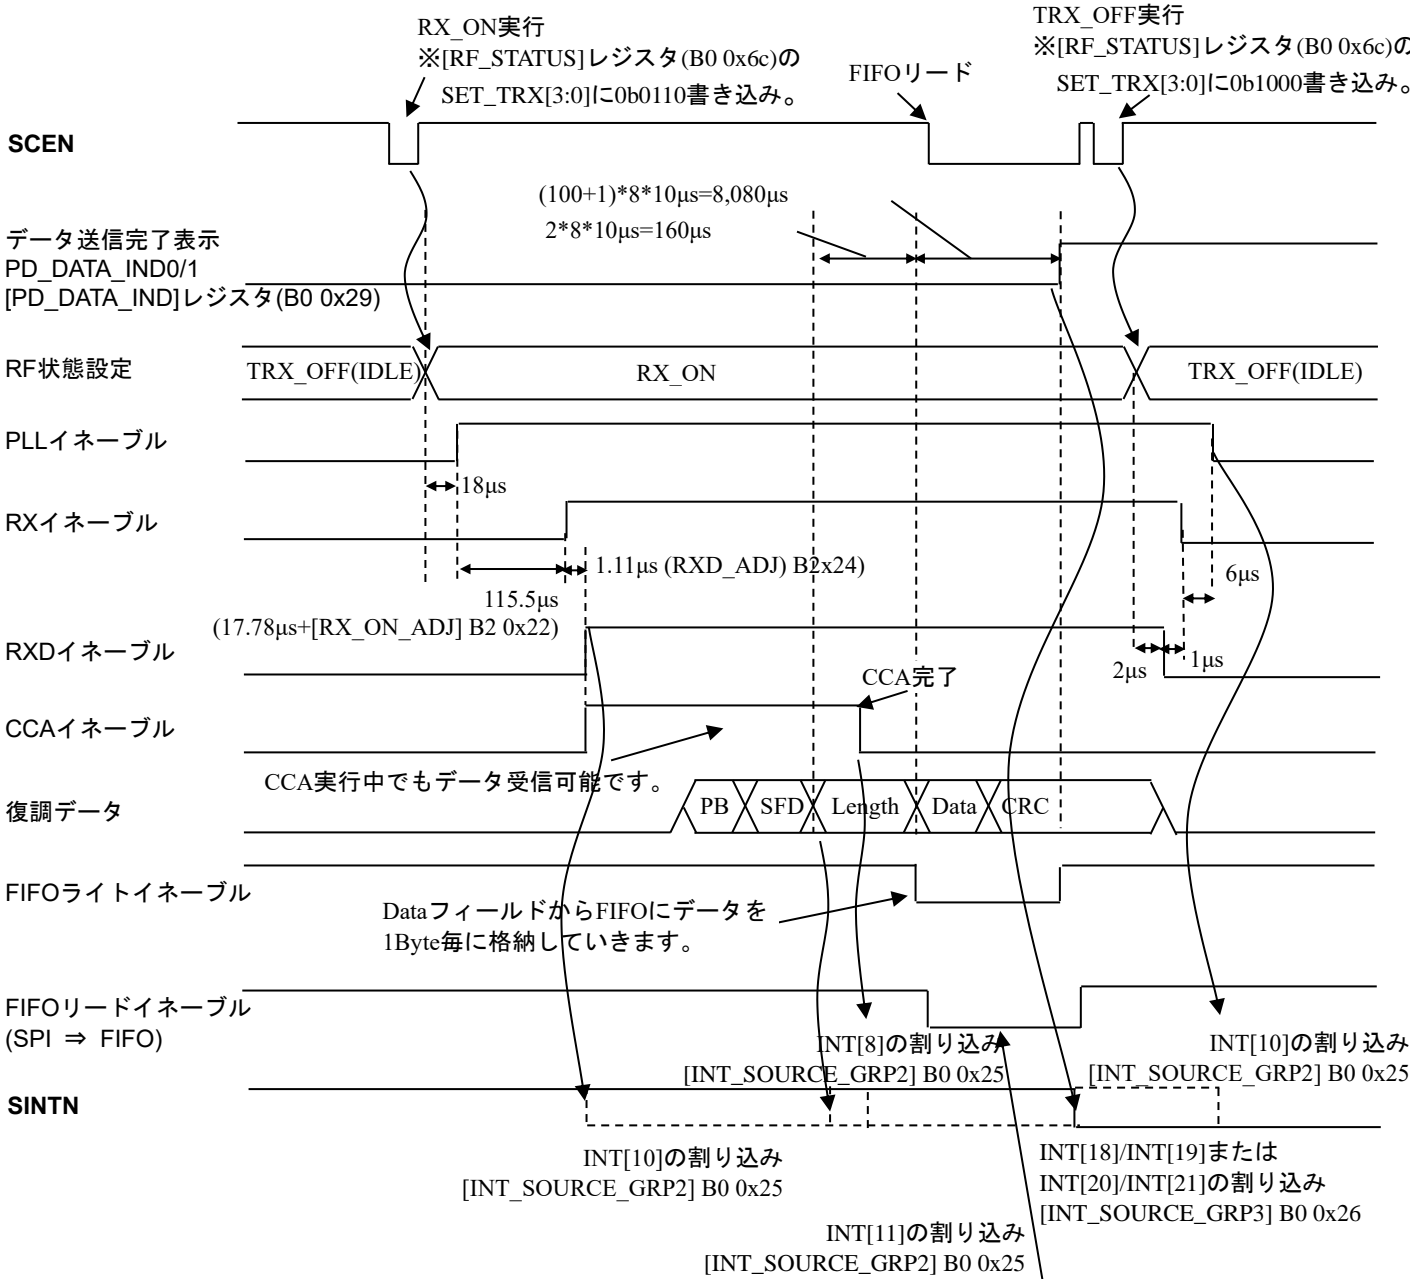 RX_ON実行
※[RF_STATUS]レジスタ(B0 0x6c)の
SET_TRX[3:0]に0b0110書き込み。
FIFOリード
TRX_OFF実行
※[RF_STATUS]レジスタ(B0 0x6c)の
SET_TRX[3:0]に0b1000書き込み。
SCEN
(100+1)*8*10μs=8,080μs
2*8*10μs=160μs
データ送信完了表示
PD_DATA_IND0/1
[PD_DATA_IND]レジスタ(B0 0x29)
RF状態設定
TRX_OFF(IDLE)
RX_ON
TRX_OFF(IDLE)
PLLイネーブル
18μs
RXイネーブル
1.11μs (RXD_ADJ) B2x24)
6μs
115.5μs
(17.78μs+[RX_ON_ADJ] B2 0x22)
RXDイネーブル
2μs
1μs
CCA完了
CCAイネーブル
CCA実行中でもデータ受信可能です。
復調データ
PB
SFD
Length
Data
CRC
FIFOライトイネーブル
DataフィールドからFIFOにデータを
1Byte毎に格納していきます。
FIFOリードイネーブル
(SPI ⇒ FIFO)
INT[8]の割り込み
[INT_SOURCE_GRP2] B0 0x25
INT[10]の割り込み
[INT_SOURCE_GRP2] B0 0x25
SINTN
INT[10]の割り込み
[INT_SOURCE_GRP2] B0 0x25
INT[18]/INT[19]または
INT[20]/INT[21]の割り込み
[INT_SOURCE_GRP3] B0 0x26
INT[11]の割り込み
[INT_SOURCE_GRP2] B0 0x25